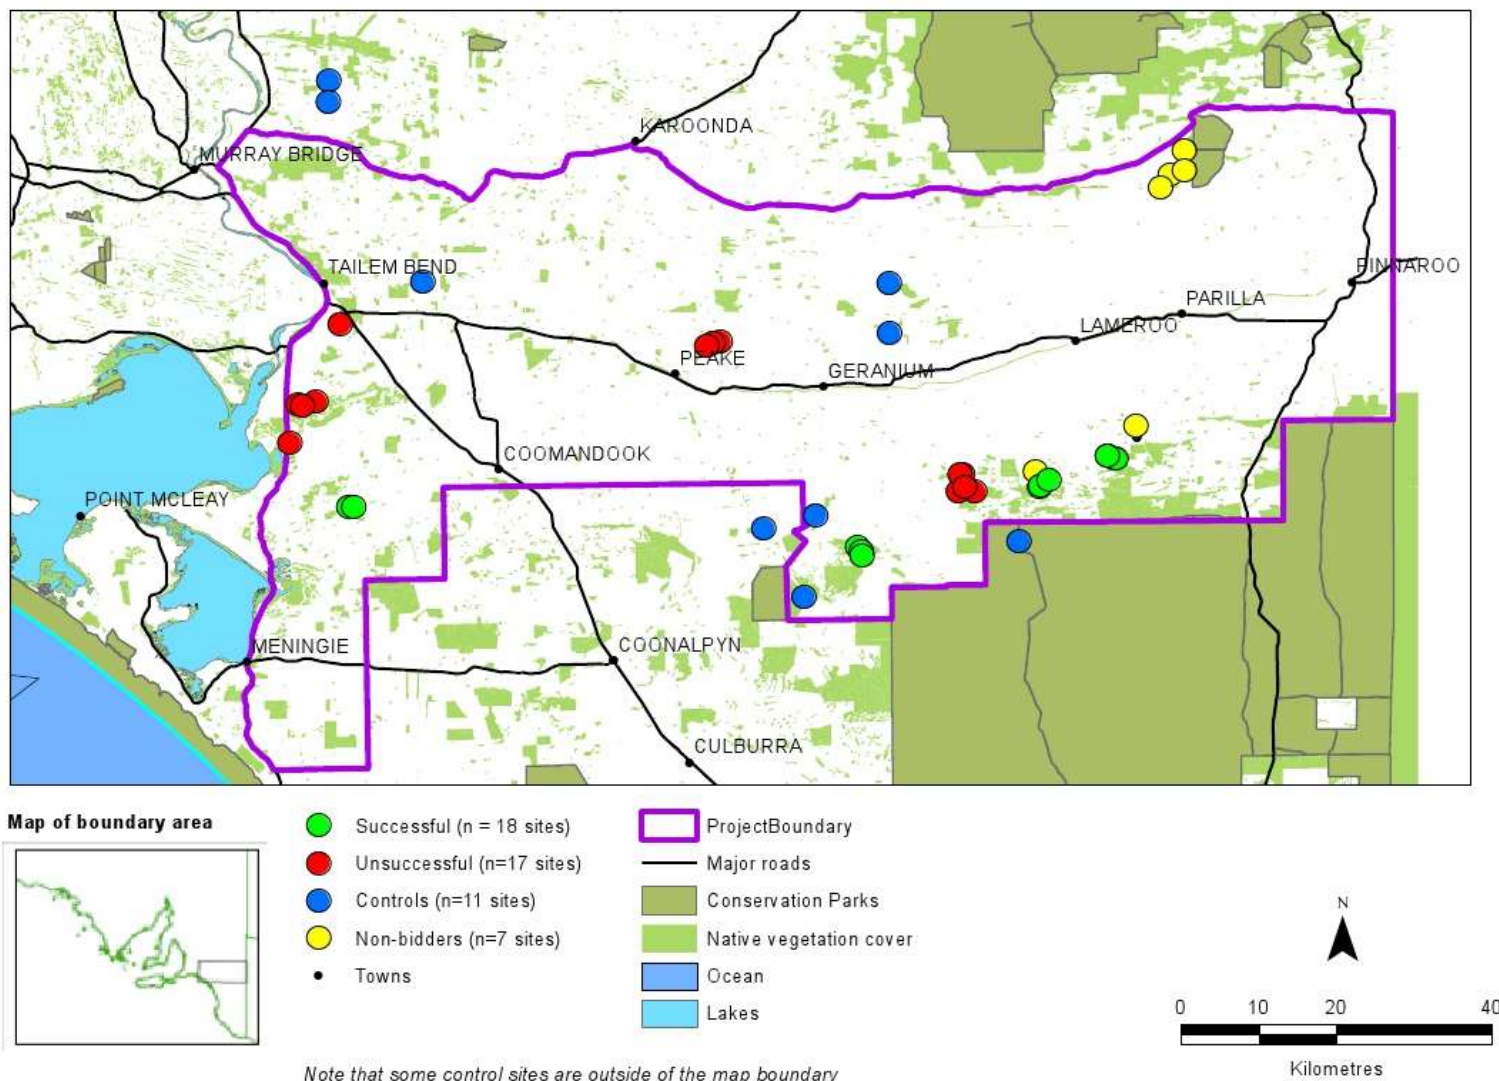 KAROONDA
MURRAY BRIDGE
TAILEM BEND
PINNAROO
PARILLA
LAMEROO
PEAKE
GERANIUM
COOMANDOOK
POINT MCLEAY
MENINGIE
COONALPYN
CULBURRA
Map of boundary area
Successful (n = 18 sites)
Unsuccessful (n=17 sites)
Controls (n=11 sites)
Non-bidders (n=7 sites)
Towns
ProjectBoundary
Major roads
Conservation Parks
Native vegetation cover
Ocean
Lakes
N
0 10 20 40
Kilometres
Note that some control sites are outside of the map boundary